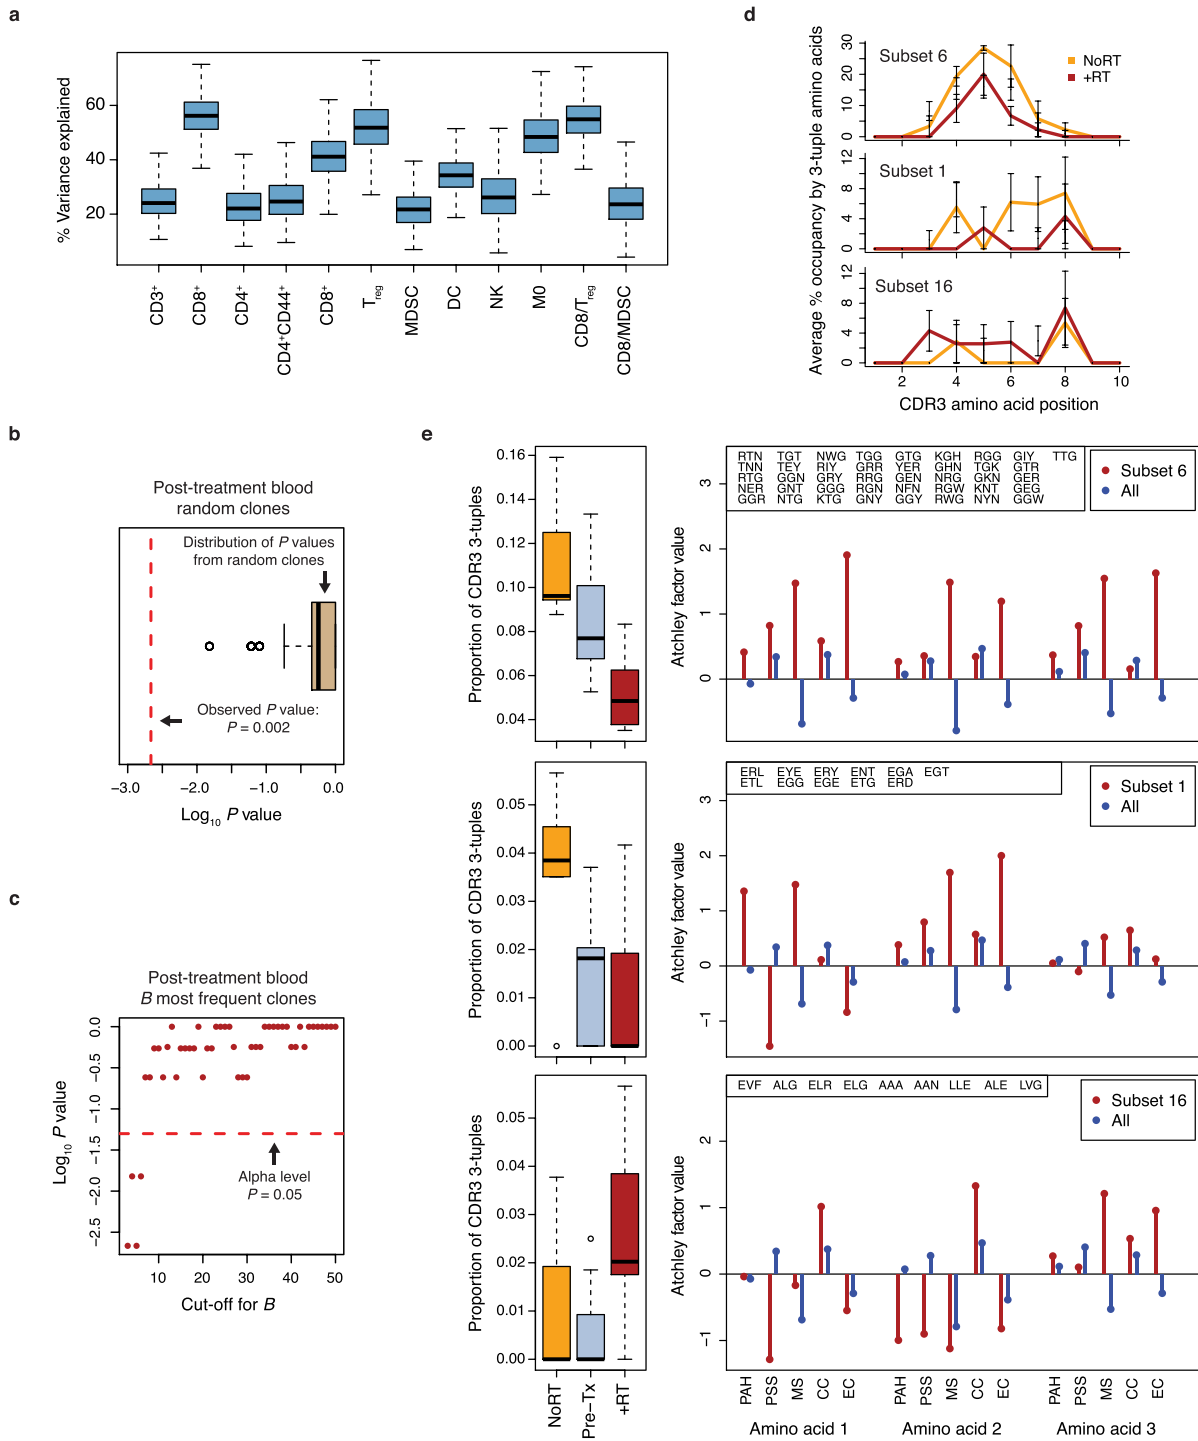 a
% Variance explained
60
40
20
CD3+
CD8+
CD4+
CD4+CD44+
CD8+
Treg
MDSC
DC
NK
M0
CD8/Treg
CD8/MDSC
b
Post-treatment blood
random clones
Distribution of P values
from random clones
Observed P value:
P = 0.002
−3.0
−2.0
−1.0
0.0
Log10 P value
c
Post-treatment blood
B most frequent clones
Log10 P value
0.0
−0.5
−1.0
−1.5
−2.0
−2.5
Alpha level
P = 0.05
10 20 30 40 50
Cut-off for B
d
Average % occupancy by 3-tuple amino acids
Subset 6
NoRT
+RT
30
20
10
0
Subset 1
12
8
4
0
Subset 16
12
8
4
0
2 4 6 8 10
CDR3 amino acid position
e
Proportion of CDR3 3-tuples
0.16
0.14
0.12
0.10
0.08
0.06
0.04
Atchley factor value
3
2
1
0
RTN TGT NWG TGG GTG KGH RGG GIY TTG
TNN TEY RIY GRR YER GHN TGK GTR
RTG GGN GRY RRG GEN NRG GKN GER
NER GNT GGG RGN NFN RGW KNT GEG
GGR NTG KTG GNY GGY RWG NYN GGW
Subset 6
All
Proportion of CDR3 3-tuples
0.05
0.04
0.03
0.02
0.01
0.00
Atchley factor value
3
2
1
0
−1
ERL EYE ERY ENT EGA EGT
ETL EGG EGE ETG ERD
Subset 1
All
Proportion of CDR3 3-tuples
0.05
0.04
0.03
0.02
0.01
0.00
NoRT
Pre−Tx
+RT
Atchley factor value
2
1
0
−1
EVF ALG ELR ELG AAA AAN LLE ALE LVG
Subset 16
All
PAH PSS MS CC EC PAH PSS MS CC EC PAH PSS MS CC EC
Amino acid 1 Amino acid 2 Amino acid 3